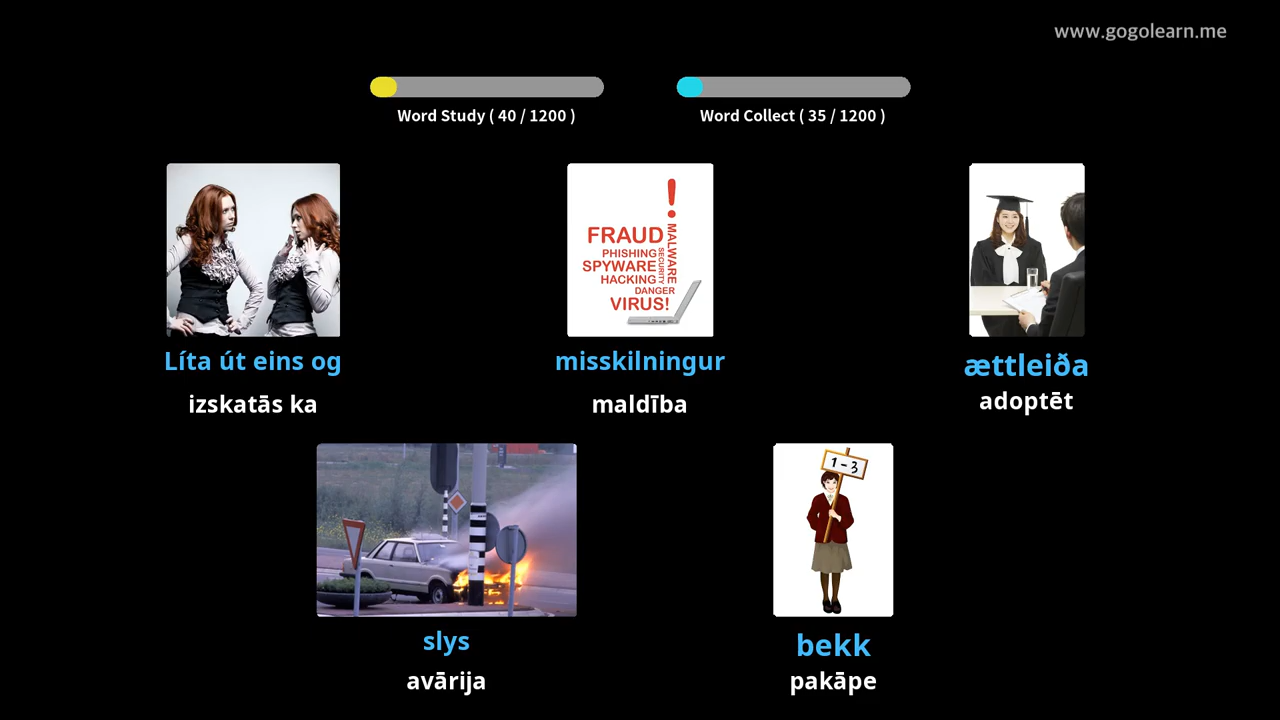 www.gogolearn.me
Word Study ( 40 / 1200 )
Word Collect ( 35 / 1200 )
!
FRAUD
PHISHING
SPYWARE
HACKING
DANGER
VIRUS!
SECURITY
MALWARE
Líta út eins og
misskilningur
ættleiða
izskatās ka
maldība
adoptēt
1-3
slys
bekk
avārija
pakāpe